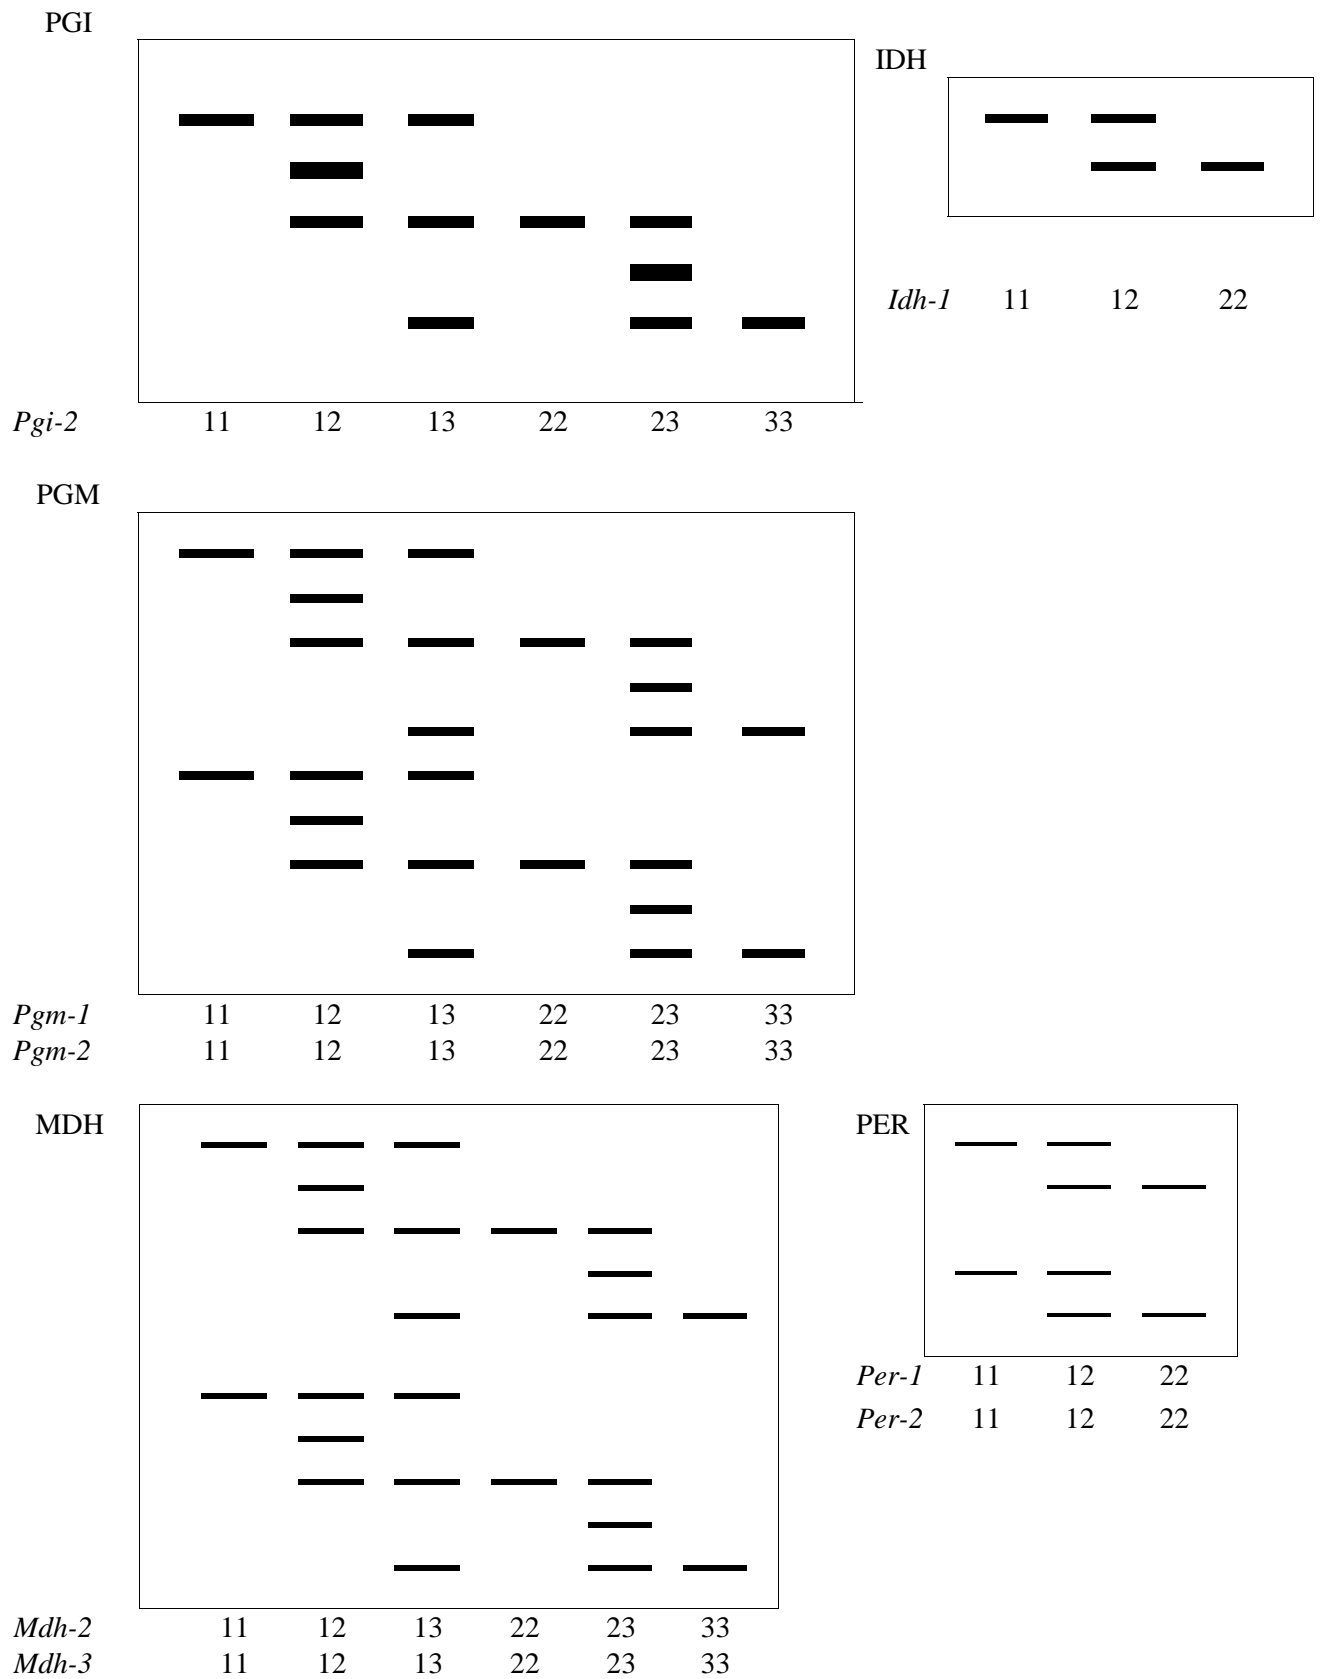 PGI
IDH
Idh-1 11 12 22
Pgi-2 11 12 13 22 23 33
PGM
Pgm-1 11 12 13 22 23 33
Pgm-2 11 12 13 22 23 33
MDH
PER
Per-1 11 12 22
Per-2 11 12 22
Mdh-2 11 12 13 22 23 33
Mdh-3 11 12 13 22 23 33